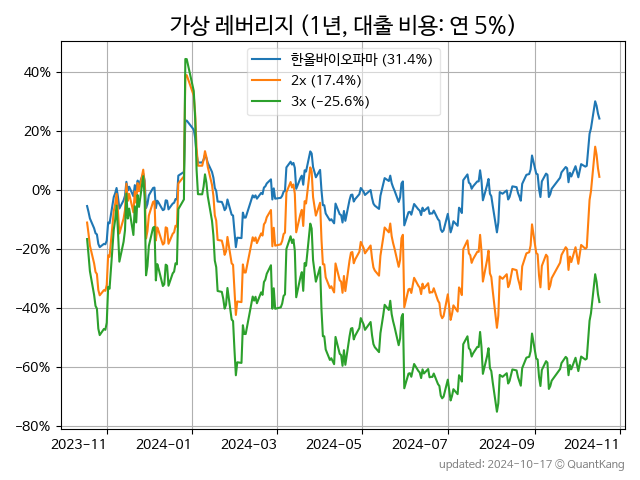 가상 레버리지 (1년, 대출 비용: 연 5%)
한올바이오파마 (31.4%)
2x (17.4%)
3x (−25.6%)
40%
20%
0%
−20%
−40%
−60%
−80%
2023-11 2024-01 2024-03 2024-05 2024-07 2024-09 2024-11
updated: 2024-10-17 © QuantKang